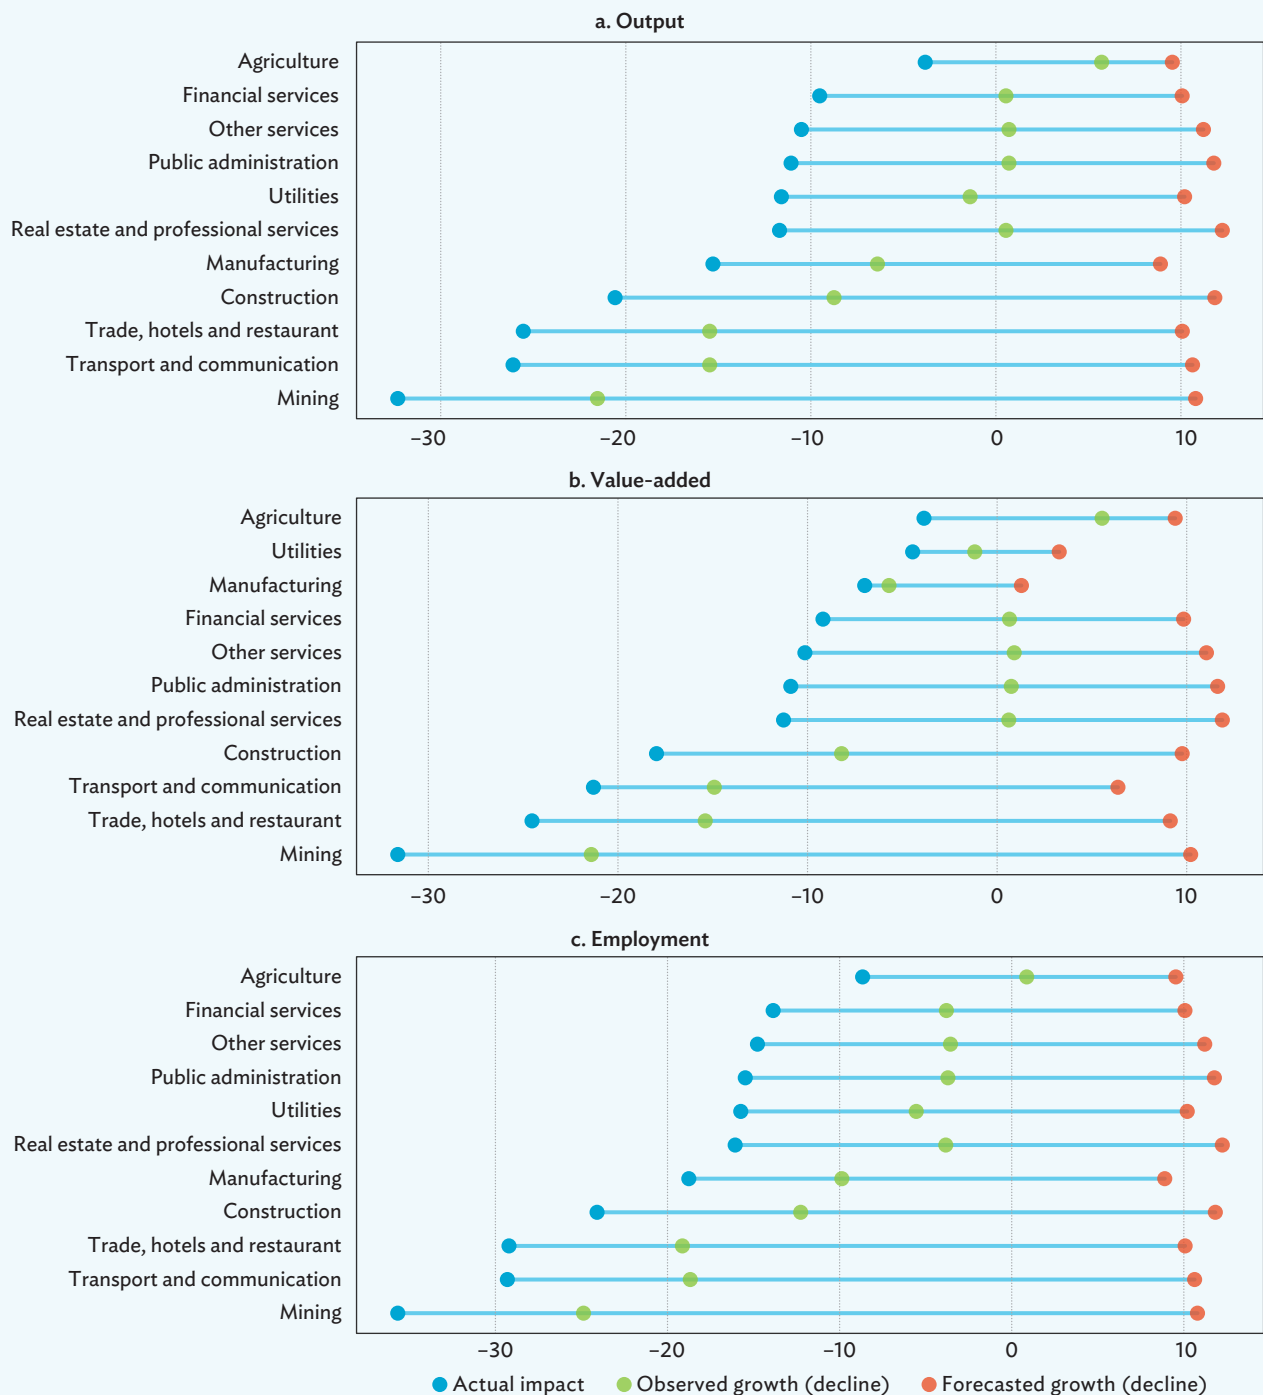 a. Output
Agriculture
Financial services
Other services
Public administration
Utilities
Real estate and professional services
Manufacturing
Construction
Trade, hotels and restaurant
Transport and communication
Mining
–30 –20 –10 0 10
b. Value-added
Agriculture
Utilities
Manufacturing
Financial services
Other services
Public administration
Real estate and professional services
Construction
Transport and communication
Trade, hotels and restaurant
Mining
–30 –20 –10 0 10
c. Employment
Agriculture
Financial services
Other services
Public administration
Utilities
Real estate and professional services
Manufacturing
Construction
Trade, hotels and restaurant
Transport and communication
Mining
–30 –20 –10 0 10
Actual impact Observed growth (decline) Forecasted growth (decline)